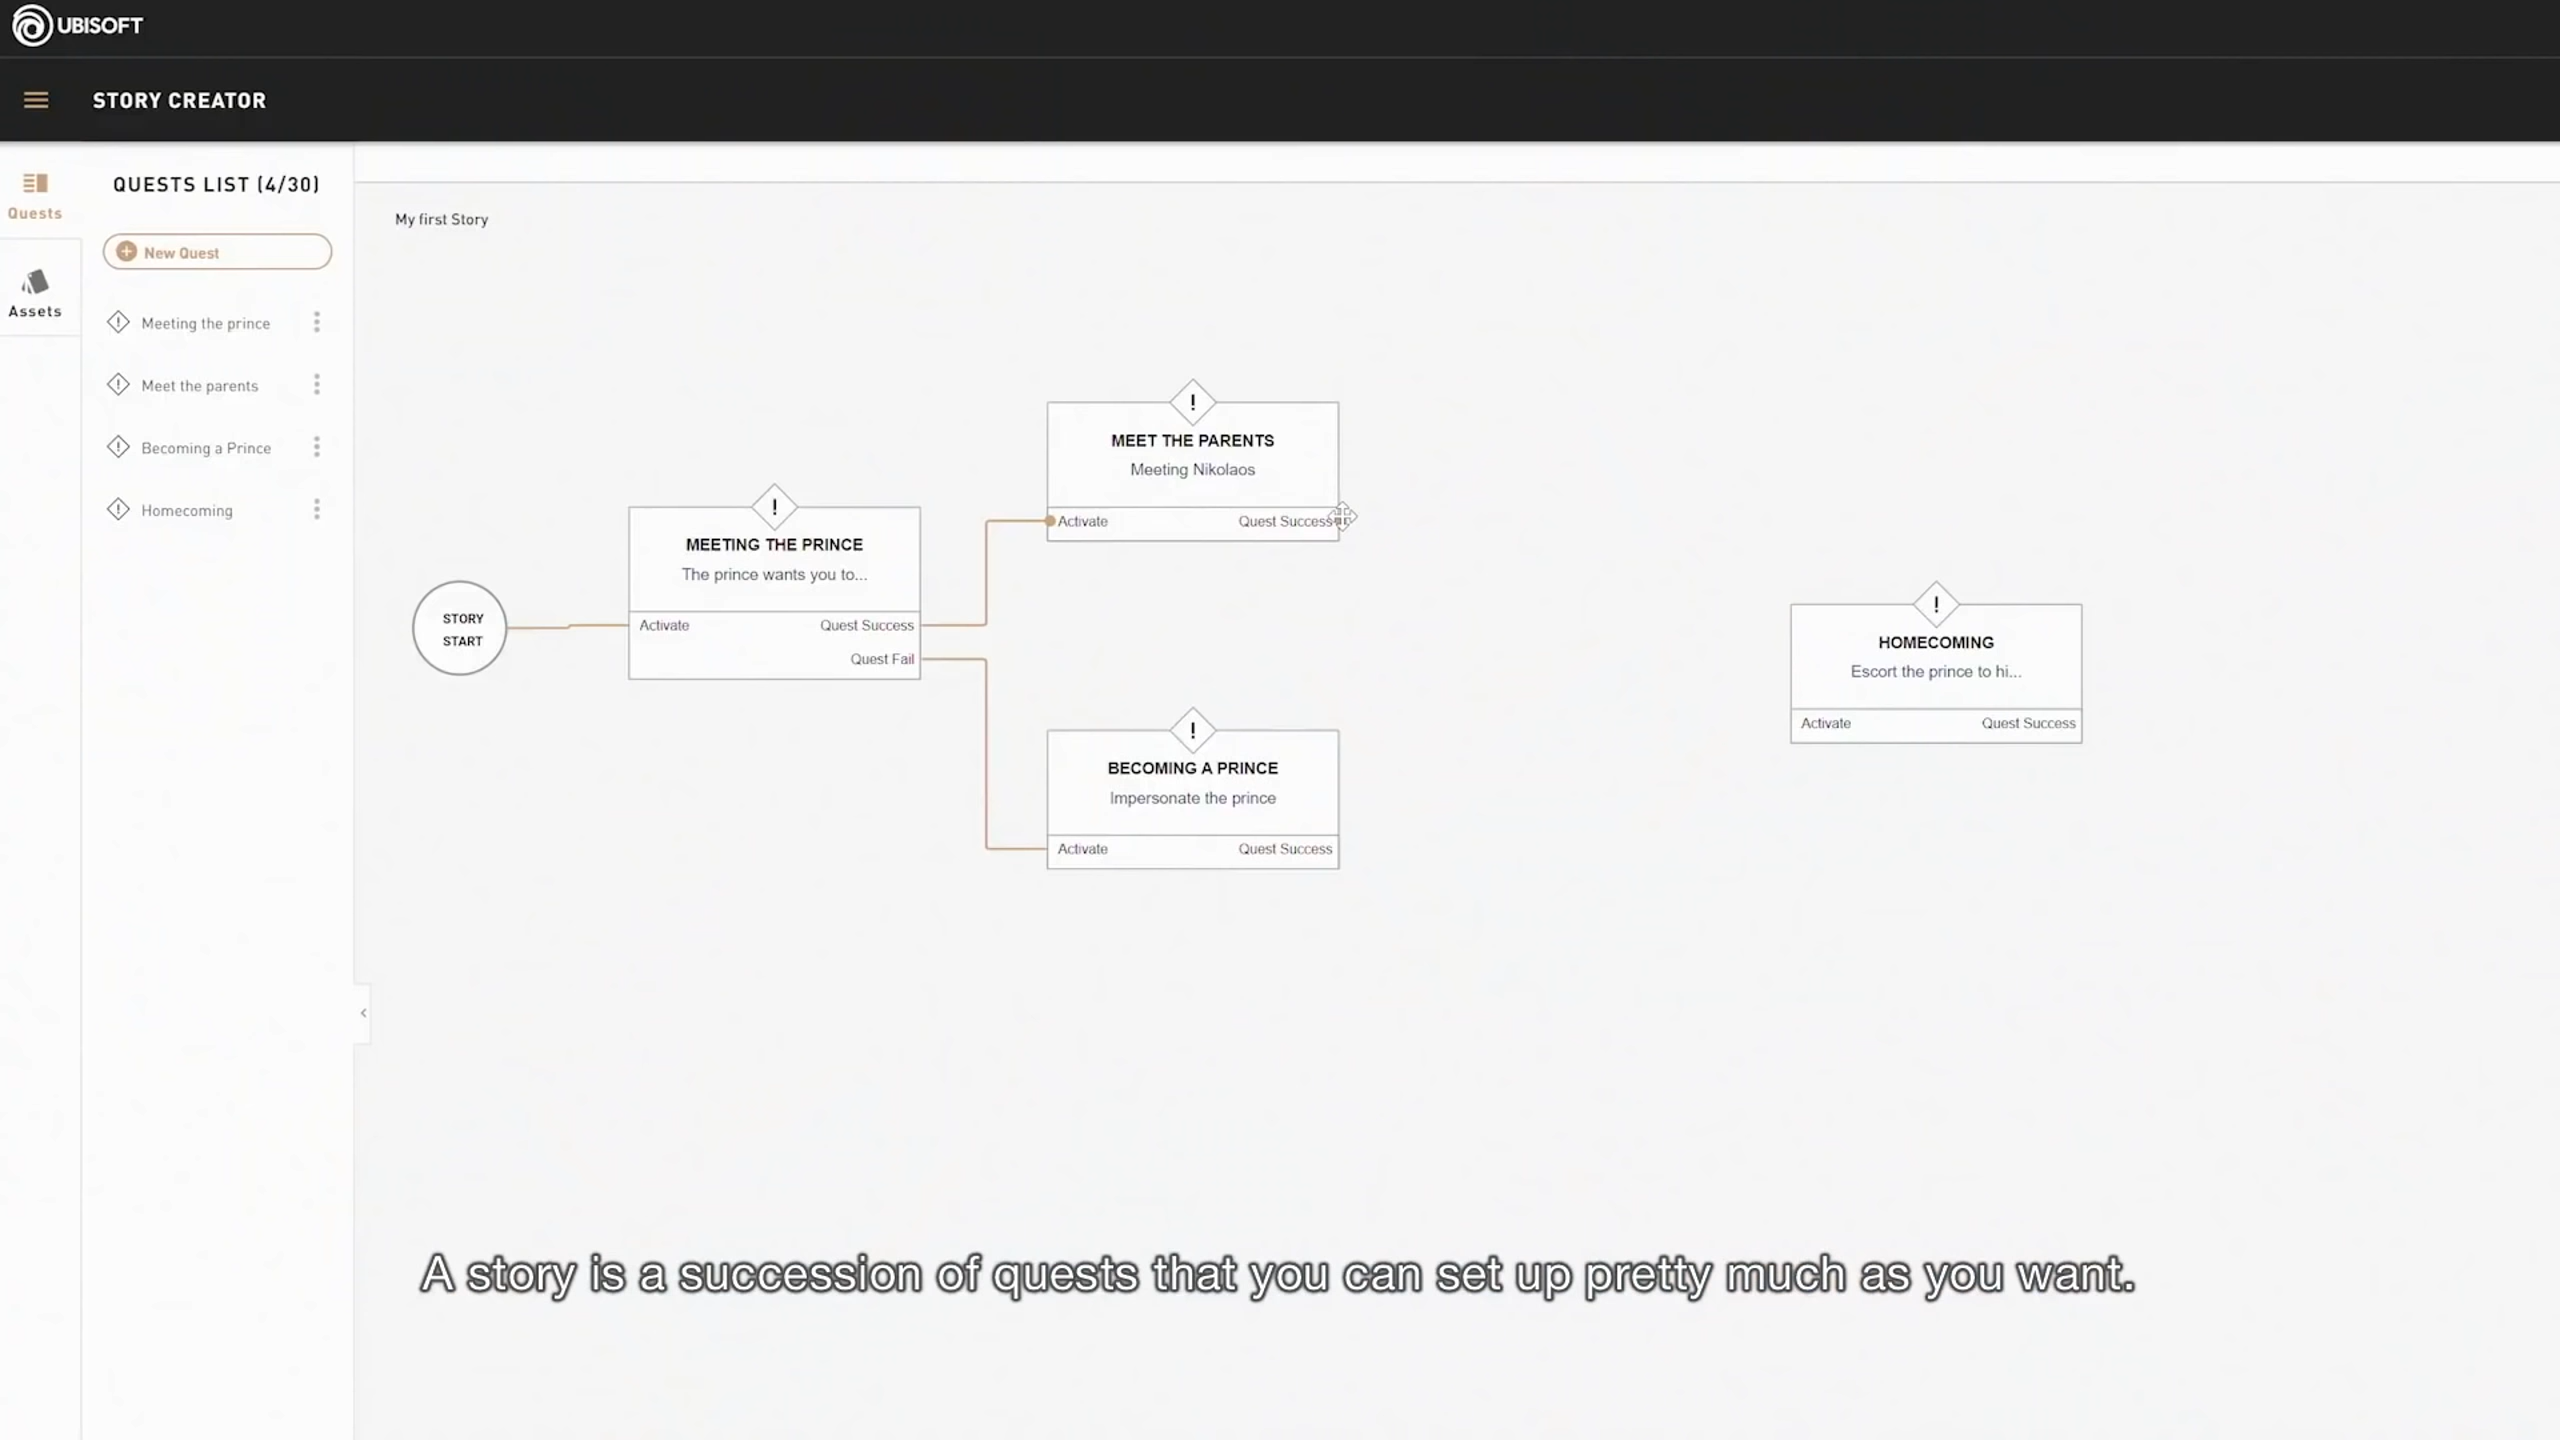 UBISOFT
STORY CREATOR
Quests
Assets
QUESTS LIST (4/30)
New Quest
Meeting the prince
Meet the parents
Becoming a Prince
Homecoming
My first Story
STORY
START
MEETING THE PRINCE
The prince wants you to...
Activate Quest Success
Quest Fail
MEET THE PARENTS
Meeting Nikolaos
Activate Quest Success
BECOMING A PRINCE
Impersonate the prince
Activate Quest Success
HOMECOMING
Escort the prince to hi...
Activate Quest Success
A story is a succession of quests that you can set up pretty much as you want.